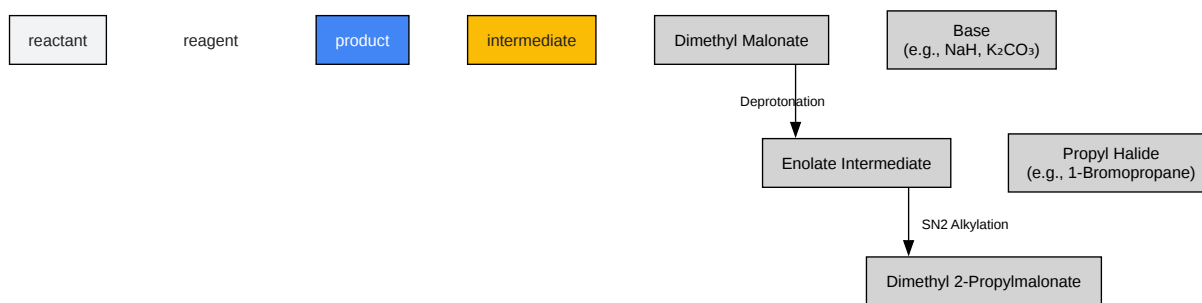 reactant
reagent
product
intermediate
Dimethyl Malonate
Base
(e.g., NaH, K₂CO₃)
Deprotonation
Enolate Intermediate
Propyl Halide
(e.g., 1-Bromopropane)
SN2 Alkylation
Dimethyl 2-Propylmalonate